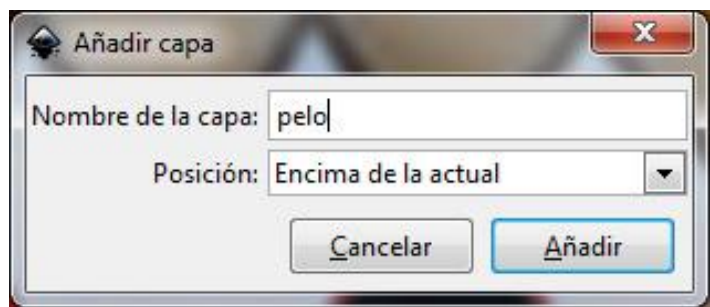 Añadir capa
Nombre de la capa: pelo
Posición: Encima de la actual
Cancelar Añadir